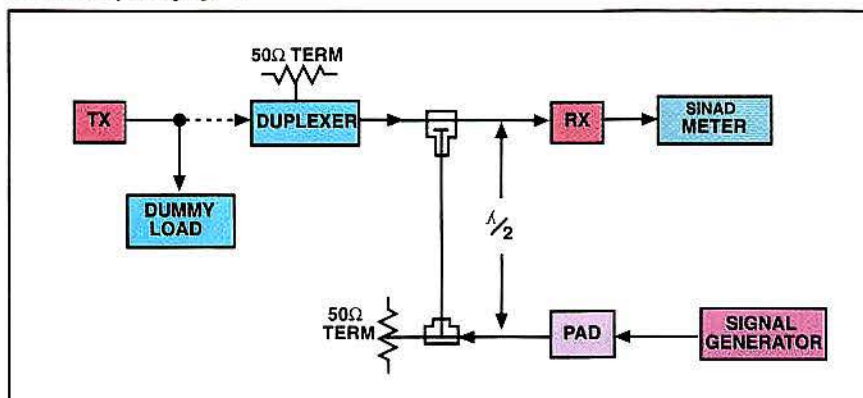 50Ω TERM
TX
DUPLEXER
RX
SINAD
METER
DUMMY
LOAD
λ/2
50Ω
TERM
PAD
SIGNAL
GENERATOR